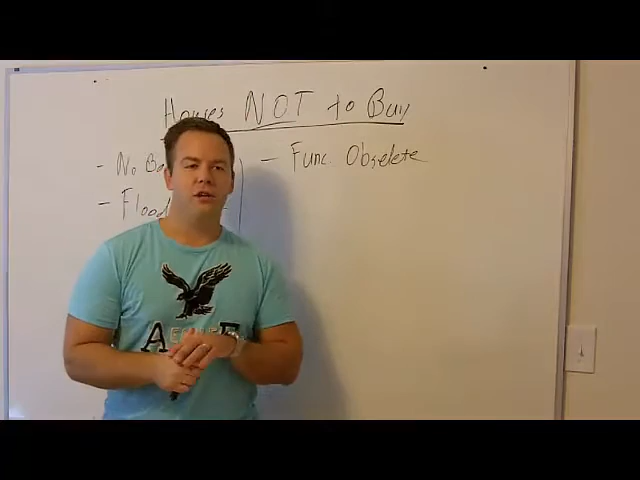 Houses NOT to Buy
- No
- Flood
- Func. Obselete
A E